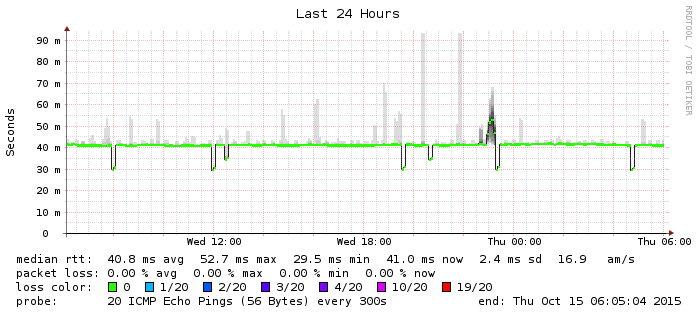 Last 24 Hours
RRDTOOL / TOBI OETIKER
Seconds
90 m
80 m
70 m
60 m
50 m
40 m
30 m
20 m
10 m
0
Wed 12:00 Wed 18:00 Thu 00:00 Thu 06:00
median rtt: 40.8 ms avg 52.7 ms max 29.5 ms min 41.0 ms now 2.4 ms sd 16.9 am/s
packet loss: 0.00 % avg 0.00 % max 0.00 % min 0.00 % now
loss color: 0 1/20 2/20 3/20 4/20 10/20 19/20
probe: 20 ICMP Echo Pings (56 Bytes) every 300s end: Thu Oct 15 06:05:04 2015